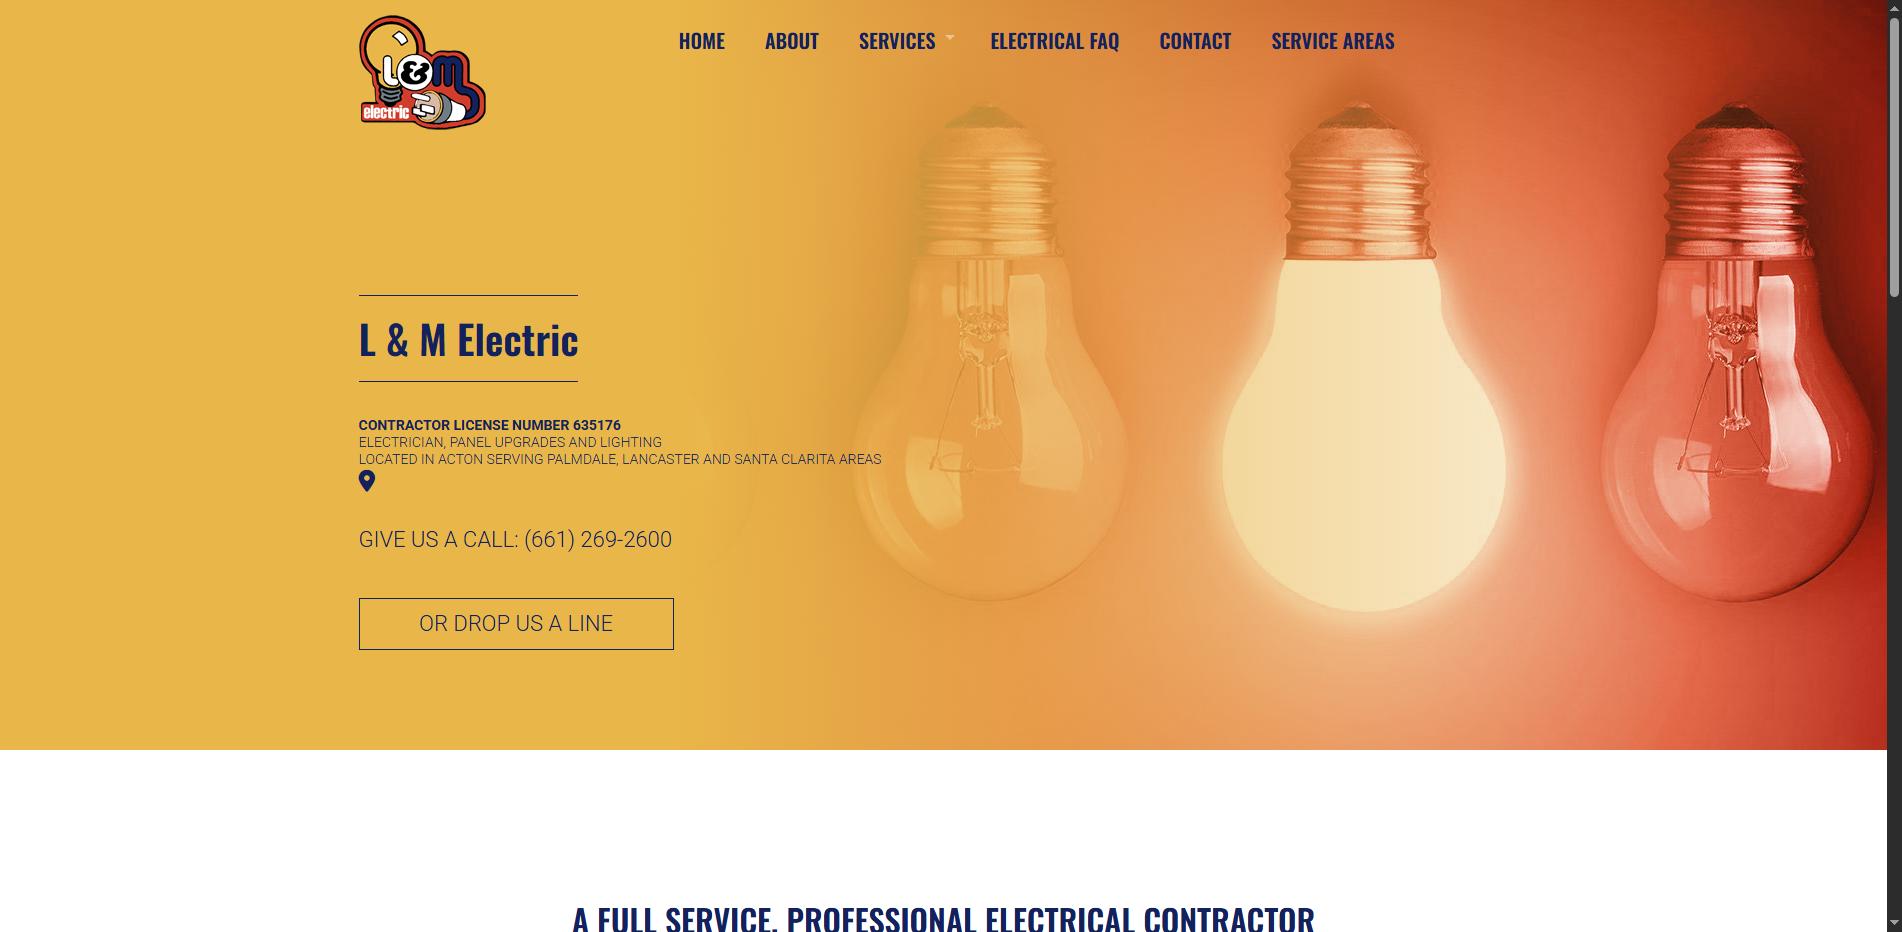 L&M
electric
HOME ABOUT SERVICES ELECTRICAL FAQ CONTACT SERVICE AREAS
L & M Electric
CONTRACTOR LICENSE NUMBER 635176
ELECTRICIAN, PANEL UPGRADES AND LIGHTING
LOCATED IN ACTON SERVING PALMDALE, LANCASTER AND SANTA CLARITA AREAS
GIVE US A CALL: (661) 269-2600
OR DROP US A LINE
A FULL SERVICE, PROFESSIONAL ELECTRICAL CONTRACTOR